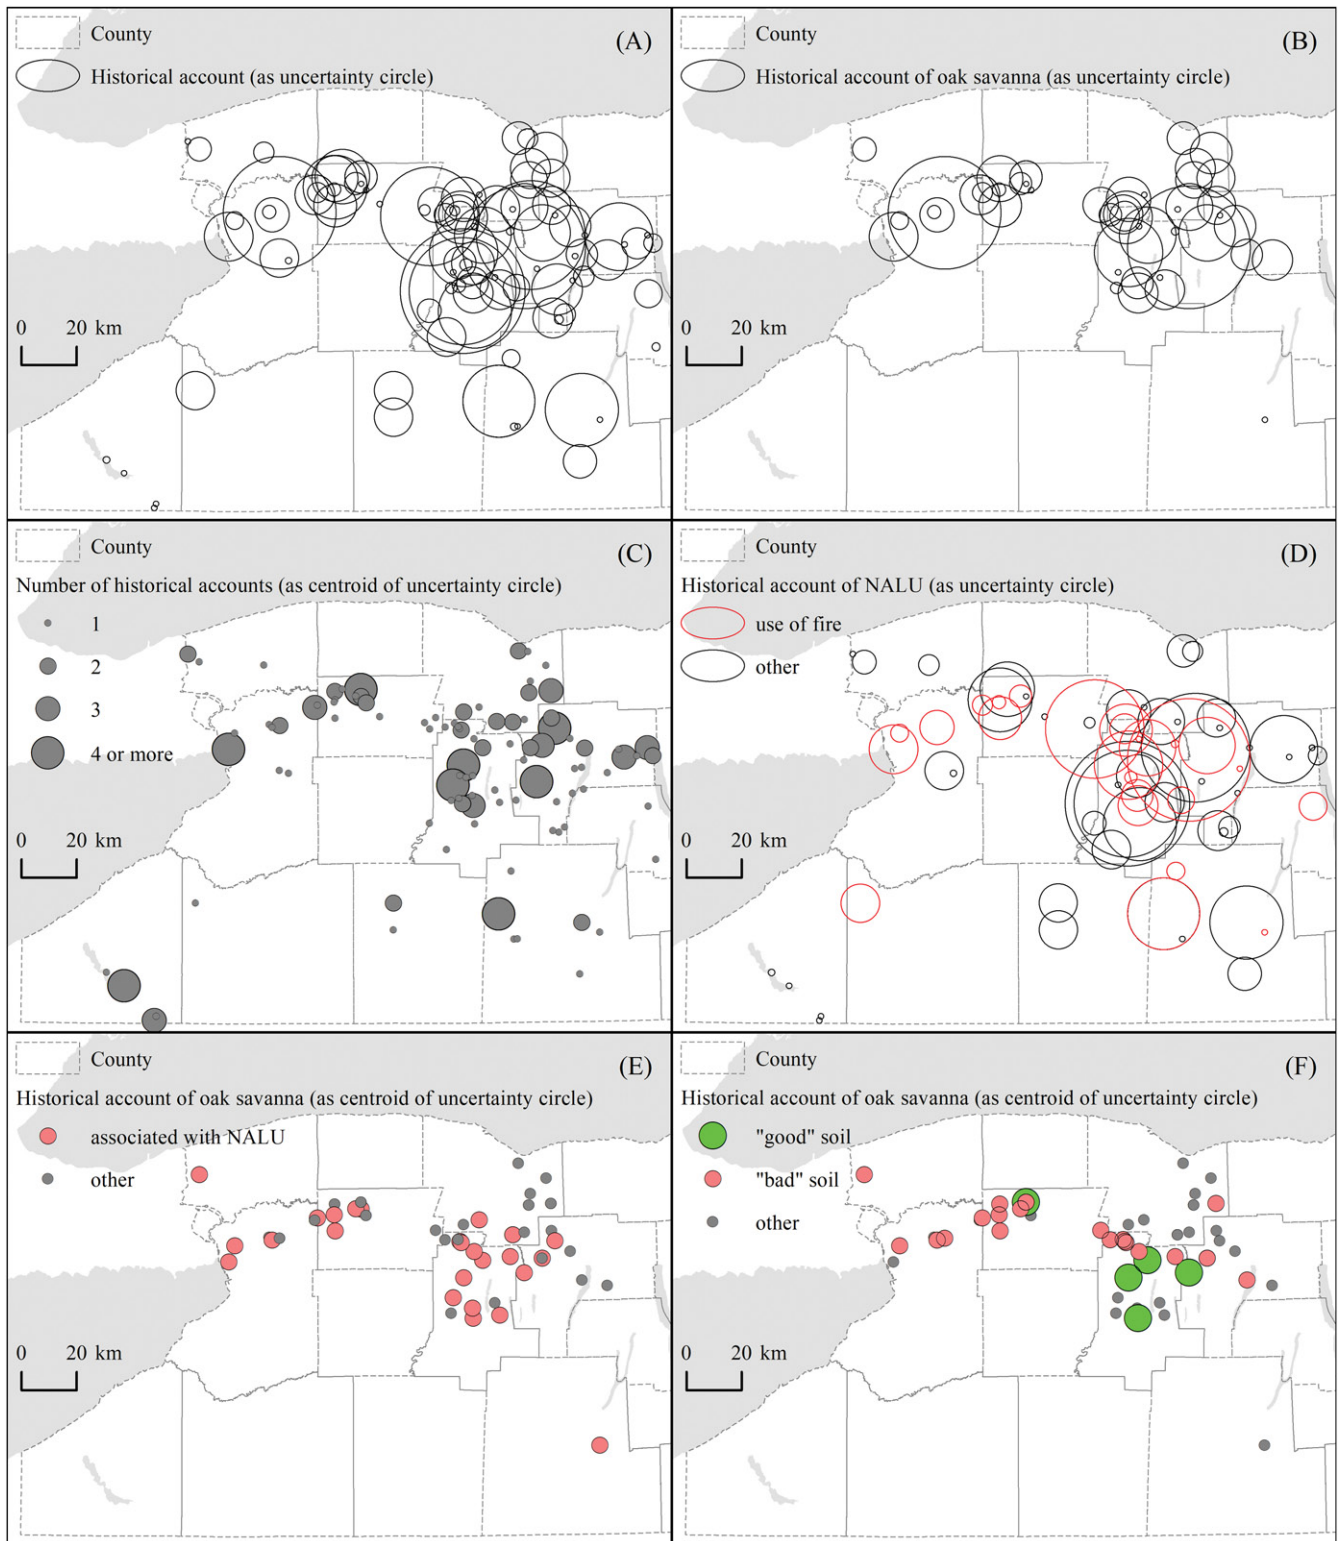 County
(A)
Historical account (as uncertainty circle)
0 20 km
County
(B)
Historical account of oak savanna (as uncertainty circle)
0 20 km
County
(C)
Number of historical accounts (as centroid of uncertainty circle)
1
2
3
4 or more
0 20 km
County
(D)
Historical account of NALU (as uncertainty circle)
use of fire
other
0 20 km
County
(E)
Historical account of oak savanna (as centroid of uncertainty circle)
associated with NALU
other
0 20 km
County
(F)
Historical account of oak savanna (as centroid of uncertainty circle)
"good" soil
"bad" soil
other
0 20 km